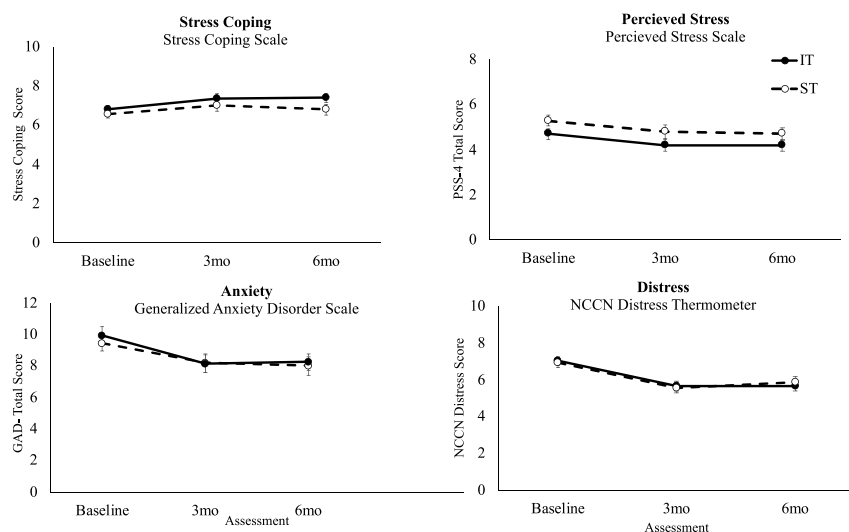 Stress Coping
Stress Coping Scale
Stress Coping Score
10
8
6
4
2
0
Baseline 3mo 6mo
Percieved Stress
Percieved Stress Scale
PSS-4 Total Score
8
6
4
2
0
IT
ST
Baseline 3mo 6mo
Anxiety
Generalized Anxiety Disorder Scale
GAD- Total Score
12
10
8
6
4
2
0
Baseline 3mo 6mo
Assessment
Distress
NCCN Distress Thermometer
NCCN Distress Score
10
8
6
4
2
0
Baseline 3mo 6mo
Assessment